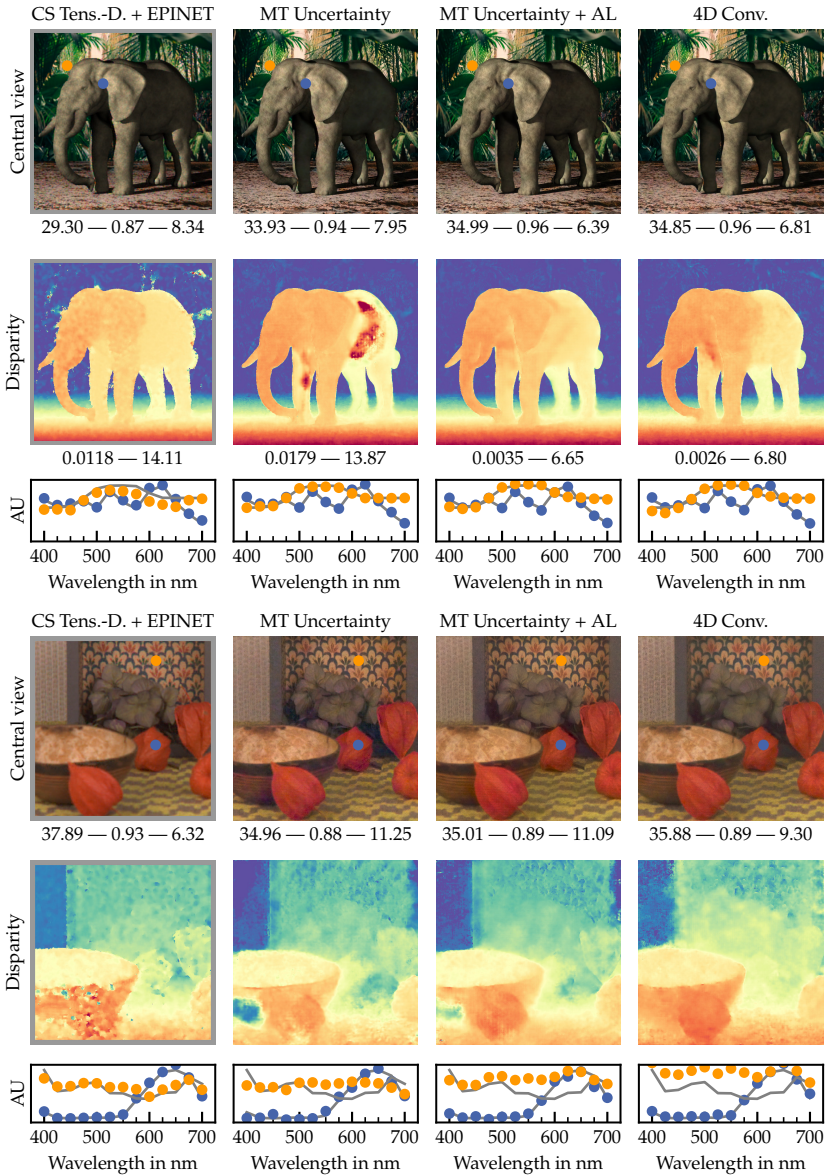 CS Tens.-D. + EPINET MT Uncertainty MT Uncertainty + AL 4D Conv.
Central view
29.30 — 0.87 — 8.34 33.93 — 0.94 — 7.95 34.99 — 0.96 — 6.39 34.85 — 0.96 — 6.81
Disparity
0.0118 — 14.11 0.0179 — 13.87 0.0035 — 6.65 0.0026 — 6.80
AU
400 500 600 700 400 500 600 700 400 500 600 700 400 500 600 700
Wavelength in nm Wavelength in nm Wavelength in nm Wavelength in nm
CS Tens.-D. + EPINET MT Uncertainty MT Uncertainty + AL 4D Conv.
Central view
37.89 — 0.93 — 6.32 34.96 — 0.88 — 11.25 35.01 — 0.89 — 11.09 35.88 — 0.89 — 9.30
Disparity
AU
400 500 600 700 400 500 600 700 400 500 600 700 400 500 600 700
Wavelength in nm Wavelength in nm Wavelength in nm Wavelength in nm